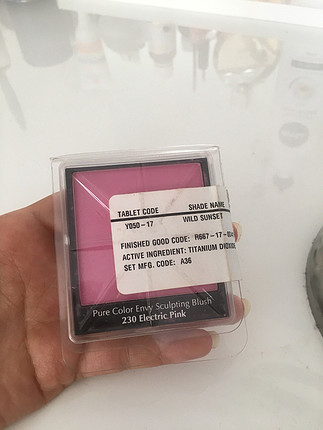 TABLET CODE SHADE NAME
Y050-17 WILD SUNSET
FINISHED GOOD CODE:
ACTIVE INGREDIENT: TITANIUM
SET MFG. CODE: A36
Pure Color Envy Sculpting Blush
230 Electric Pink